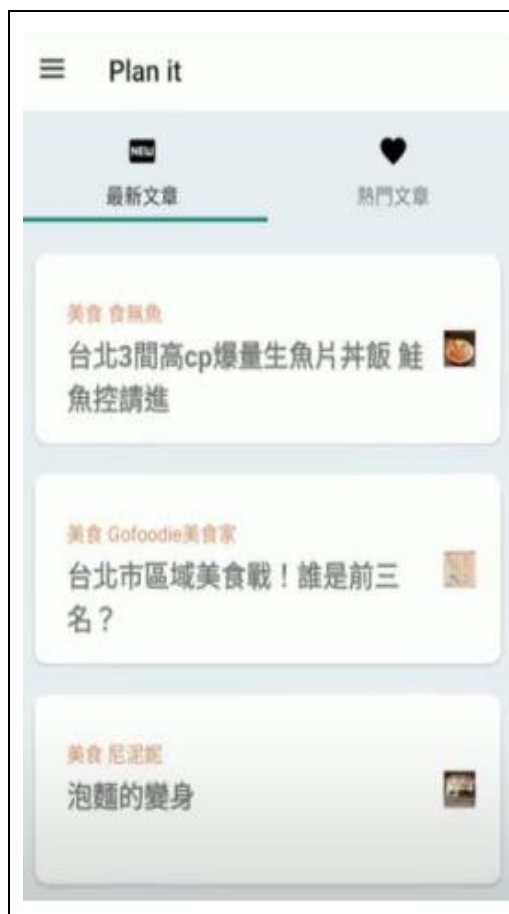 Plan it
NEW
最新文章
熱門文章
美食 食無魚
台北3間高cp爆量生魚片丼飯 鮭
魚控請進
美食 Gofoodie美食家
台北市區域美食戰！誰是前三
名？
美食 尼泥妮
泡麵的變身